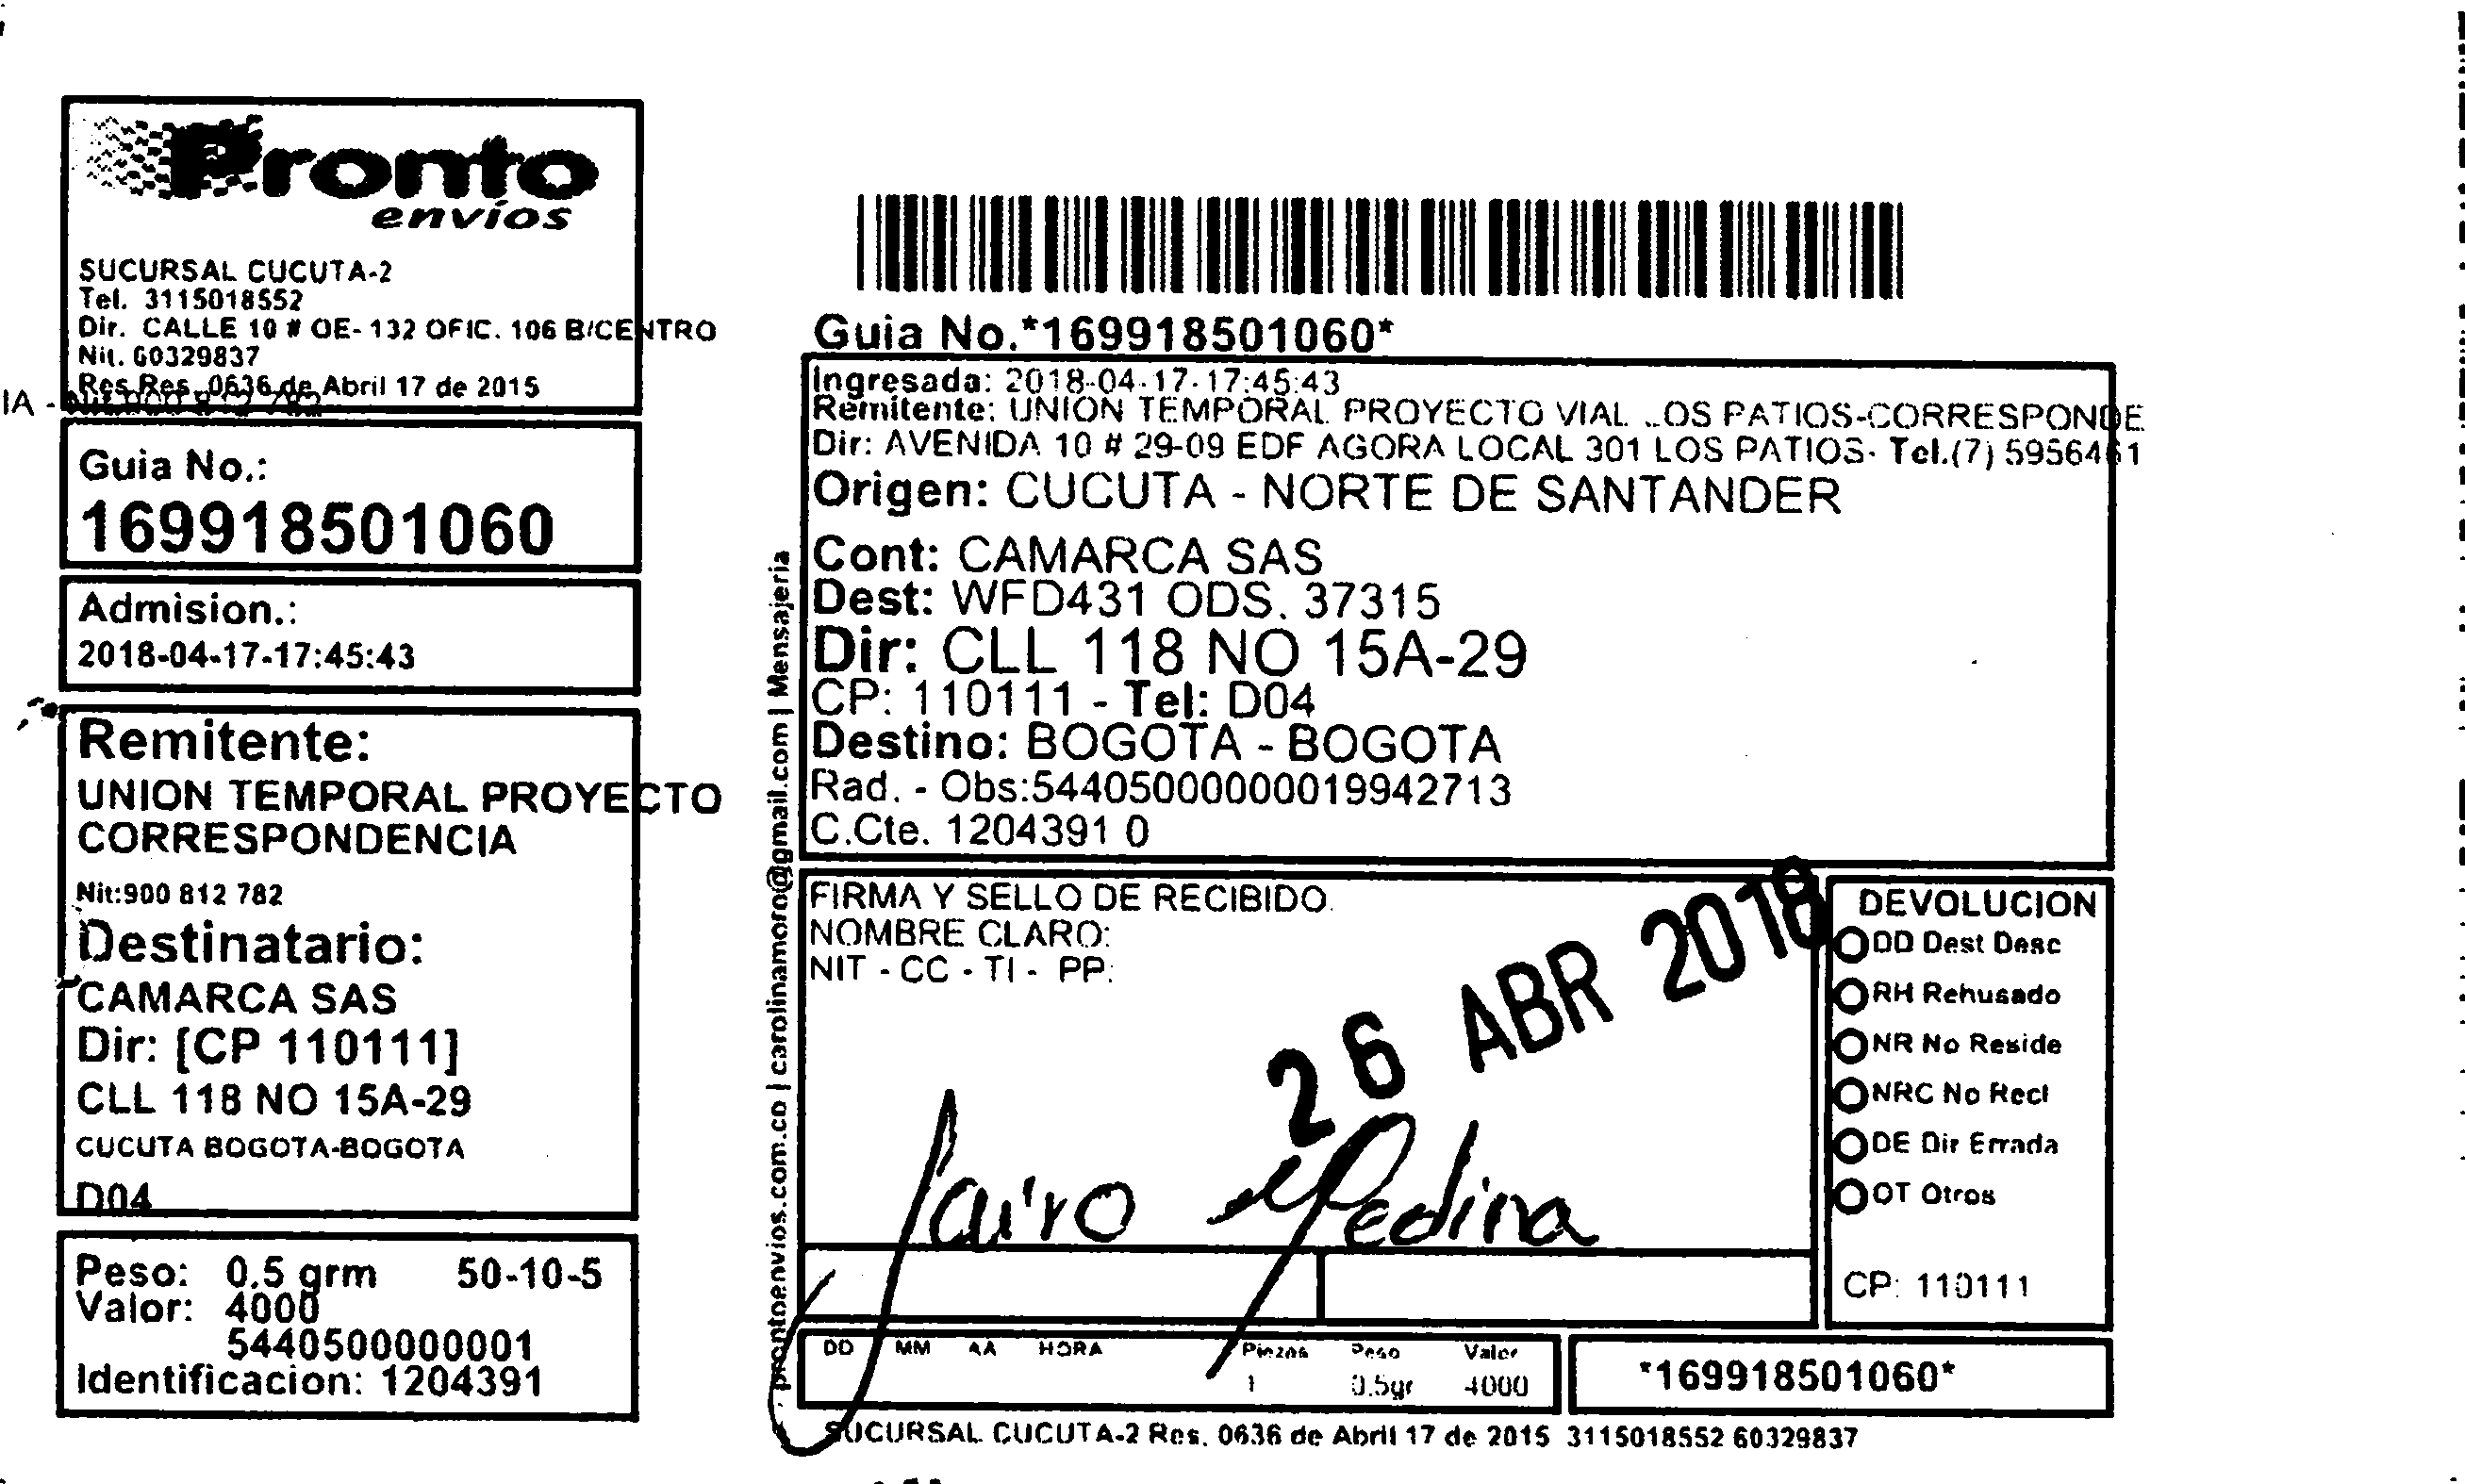 Pronto
envíos
SUCURSAL CUCUTA-2
Tel. 3115018552
Dir. CALLE 10 # OE-132 OFIC. 106 B/CENTRO
Nit. 60329837
Res Res. 0636 de Abril 17 de 2015
IA - Nit.900 812 782
Guia No.:
169918501060
Admision.:
2018-04-17-17:45:43
Remitente:
UNION TEMPORAL PROYECTO
CORRESPONDENCIA
Nit:900 812 782
Destinatario:
CAMARCA SAS
Dir: [CP 110111]
CLL 118 NO 15A-29
CUCUTA BOGOTA-BOGOTA
D04
Peso: 0.5 grm 50-10-5
Valor: 4000
5440500000001
Identificacion: 1204391
prontoenvios.com.co | carolinamoro@gmail.com | Mensajeria
Guia No.*169918501060*
Ingresada: 2018-04-17-17:45:43
Remitente: UNION TEMPORAL PROYECTO VIAL LOS PATIOS-CORRESPONDE
Dir: AVENIDA 10 # 29-09 EDF AGORA LOCAL 301 LOS PATIOS- Tel.(7) 5956461
Origen: CUCUTA - NORTE DE SANTANDER
Cont: CAMARCA SAS
Dest: WFD431 ODS. 37315
Dir: CLL 118 NO 15A-29
CP: 110111 - Tel: D04
Destino: BOGOTA - BOGOTA
Rad. - Obs:544050000000019942713
C.Cte. 1204391 0
FIRMA Y SELLO DE RECIBIDO.
NOMBRE CLARO:
NIT - CC - TI - PP.
26 ABR 2018
Jairo Medina
DEVOLUCION
DD Dest Desc
RH Rehusado
NR No Reside
NRC No Recl
DE Dir Errada
OT Otros
CP: 110111
DD MM AA HORA Piezas Peso Valor
1 0.5gr 4000
*169918501060*
SUCURSAL CUCUTA-2 Res. 0636 de Abril 17 de 2015 3115018552 60329837